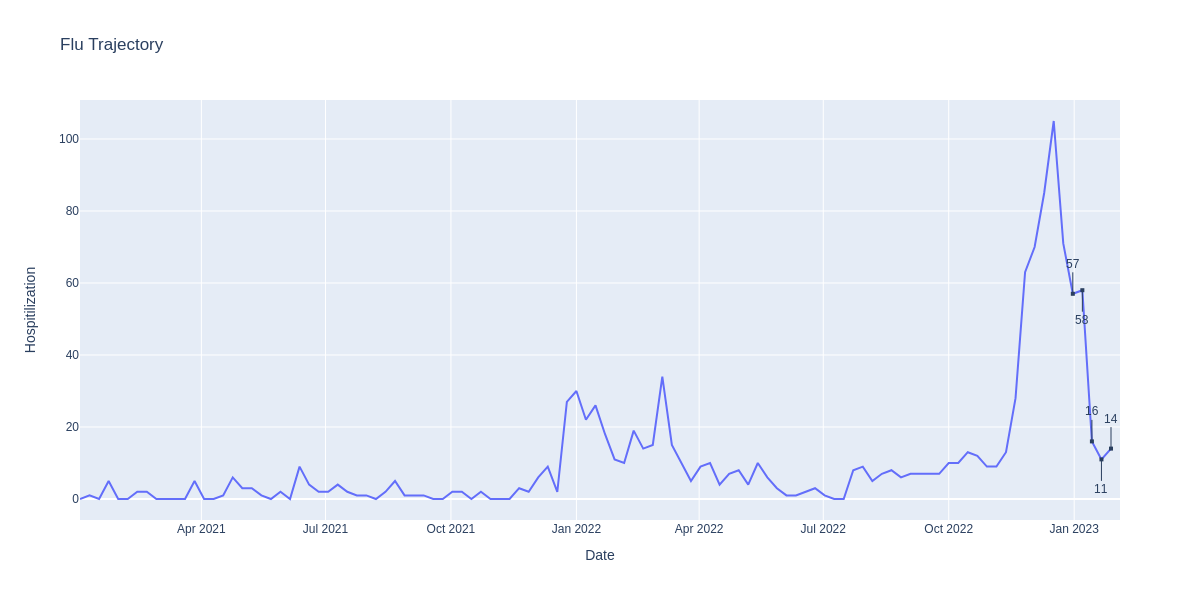 Flu Trajectory
100
80
60
40
20
0
Hospitilization
57
58
16
14
11
Apr 2021
Jul 2021
Oct 2021
Jan 2022
Apr 2022
Jul 2022
Oct 2022
Jan 2023
Date